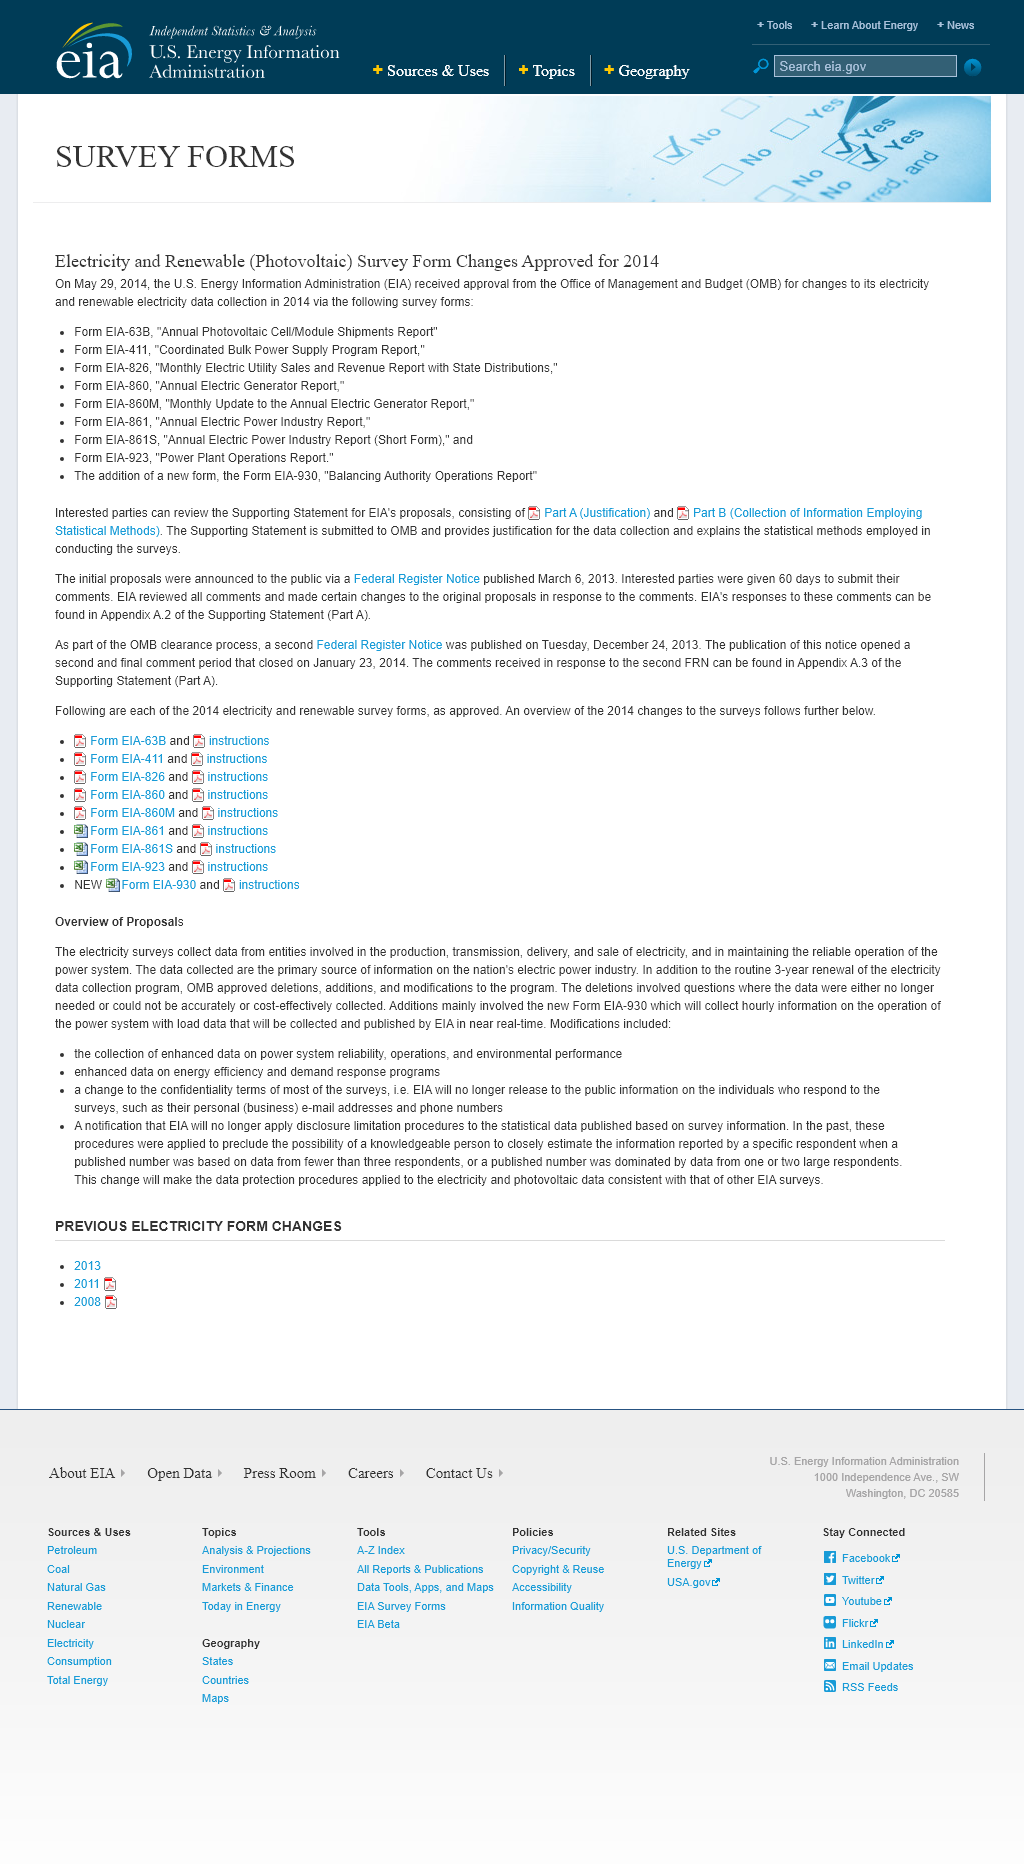 Independent Statistics & Analysis
U.S. Energy Information
Administration
eia
Tools
Learn About Energy
News
Sources & Uses
Topics
Geography
Search eia.gov
SURVEY FORMS
No
Yes
No
Yes
No
No
Electricity and Renewable (Photovoltaic) Survey Form Changes Approved for 2014
On May 29, 2014, the U.S. Energy Information Administration (EIA) received approval from the Office of Management and Budget (OMB) for changes to its electricity
and renewable electricity data collection in 2014 via the following survey forms:
Form EIA-63B, "Annual Photovoltaic Cell/Module Shipments Report"
Form EIA-411, "Coordinated Bulk Power Supply Program Report,"
Form EIA-826, "Monthly Electric Utility Sales and Revenue Report with State Distributions,"
Form EIA-860, "Annual Electric Generator Report,"
Form EIA-860M, "Monthly Update to the Annual Electric Generator Report,"
Form EIA-861, "Annual Electric Power Industry Report,"
Form EIA-861S, "Annual Electric Power Industry Report (Short Form)," and
Form EIA-923, "Power Plant Operations Report."
The addition of a new form, the Form EIA-930, "Balancing Authority Operations Report"
Interested parties can review the Supporting Statement for EIA's proposals, consisting of Part A (Justification) and Part B (Collection of Information Employing
Statistical Methods). The Supporting Statement is submitted to OMB and provides justification for the data collection and explains the statistical methods employed in
conducting the surveys.
The initial proposals were announced to the public via a Federal Register Notice published March 6, 2013. Interested parties were given 60 days to submit their
comments. EIA reviewed all comments and made certain changes to the original proposals in response to the comments. EIA's responses to these comments can be
found in Appendix A.2 of the Supporting Statement (Part A).
As part of the OMB clearance process, a second Federal Register Notice was published on Tuesday, December 24, 2013. The publication of this notice opened a
second and final comment period that closed on January 23, 2014. The comments received in response to the second FRN can be found in Appendix A.3 of the
Supporting Statement (Part A).
Following are each of the 2014 electricity and renewable survey forms, as approved. An overview of the 2014 changes to the surveys follows further below.
Form EIA-63B and instructions
Form EIA-411 and instructions
Form EIA-826 and instructions
Form EIA-860 and instructions
Form EIA-860M and instructions
Form EIA-861 and instructions
Form EIA-861S and instructions
Form EIA-923 and instructions
NEW Form EIA-930 and instructions
Overview of Proposals
The electricity surveys collect data from entities involved in the production, transmission, delivery, and sale of electricity, and in maintaining the reliable operation of the
power system. The data collected are the primary source of information on the nation's electric power industry. In addition to the routine 3-year renewal of the electricity
data collection program, OMB approved deletions, additions, and modifications to the program. The deletions involved questions where the data were either no longer
needed or could not be accurately or cost-effectively collected. Additions mainly involved the new Form EIA-930 which will collect hourly information on the operation of
the power system with load data that will be collected and published by EIA in near real-time. Modifications included:
the collection of enhanced data on power system reliability, operations, and environmental performance
enhanced data on energy efficiency and demand response programs
a change to the confidentiality terms of most of the surveys, i.e. EIA will no longer release to the public information on the individuals who respond to the
surveys, such as their personal (business) e-mail addresses and phone numbers
A notification that EIA will no longer apply disclosure limitation procedures to the statistical data published based on survey information. In the past, these
procedures were applied to preclude the possibility of a knowledgeable person to closely estimate the information reported by a specific respondent when a
published number was based on data from fewer than three respondents, or a published number was dominated by data from one or two large respondents.
This change will make the data protection procedures applied to the electricity and photovoltaic data consistent with that of other EIA surveys.
PREVIOUS ELECTRICITY FORM CHANGES
2013
2011
2008
About EIA
Open Data
Press Room
Careers
Contact Us
U.S. Energy Information Administration
1000 Independence Ave., SW
Washington, DC 20585
Sources & Uses
Petroleum
Coal
Natural Gas
Renewable
Nuclear
Electricity
Consumption
Total Energy
Topics
Analysis & Projections
Environment
Markets & Finance
Today in Energy
Geography
States
Countries
Maps
Tools
A-Z Index
All Reports & Publications
Data Tools, Apps, and Maps
EIA Survey Forms
EIA Beta
Policies
Privacy/Security
Copyright & Reuse
Accessibility
Information Quality
Related Sites
U.S. Department of
Energy
USA.gov
Stay Connected
Facebook
Twitter
Youtube
Flickr
LinkedIn
Email Updates
RSS Feeds